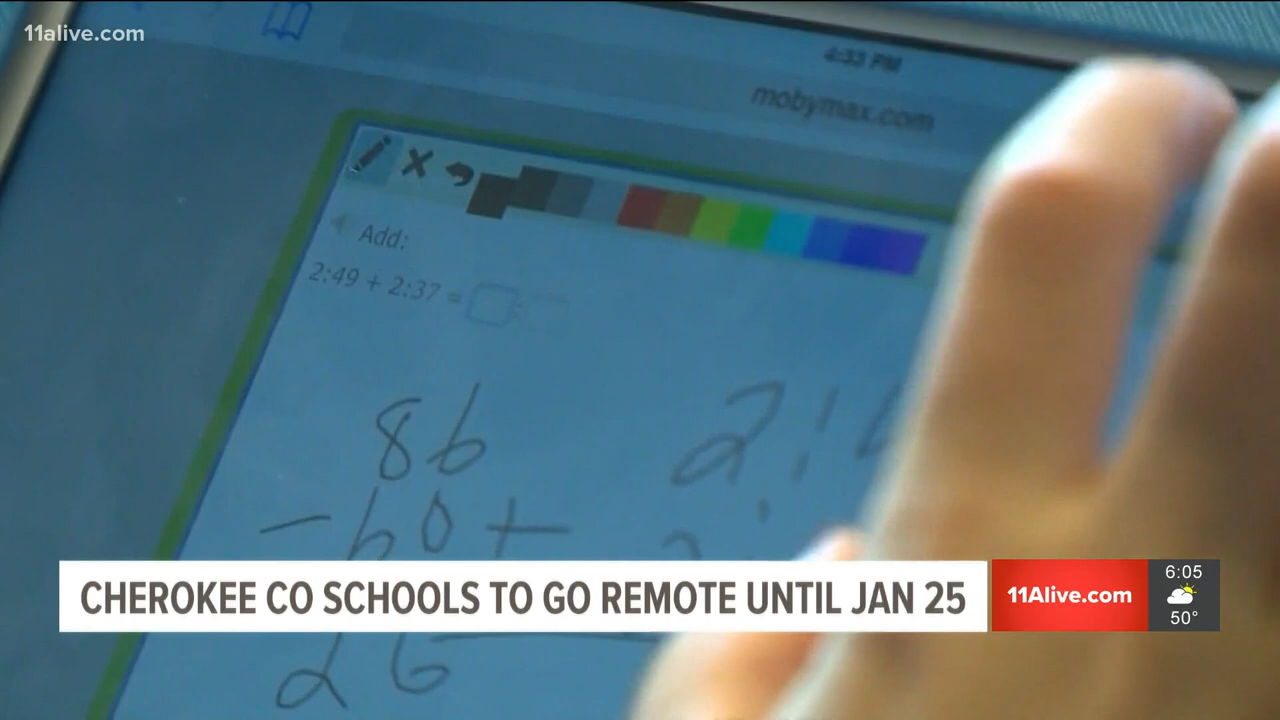 11alive.com
4:33 PM
mobymax.com
Add:
2:49 + 2:37 =
86
2:
- 60 +
CHEROKEE CO SCHOOLS TO GO REMOTE UNTIL JAN 25
11Alive.com
6:05
50°
26